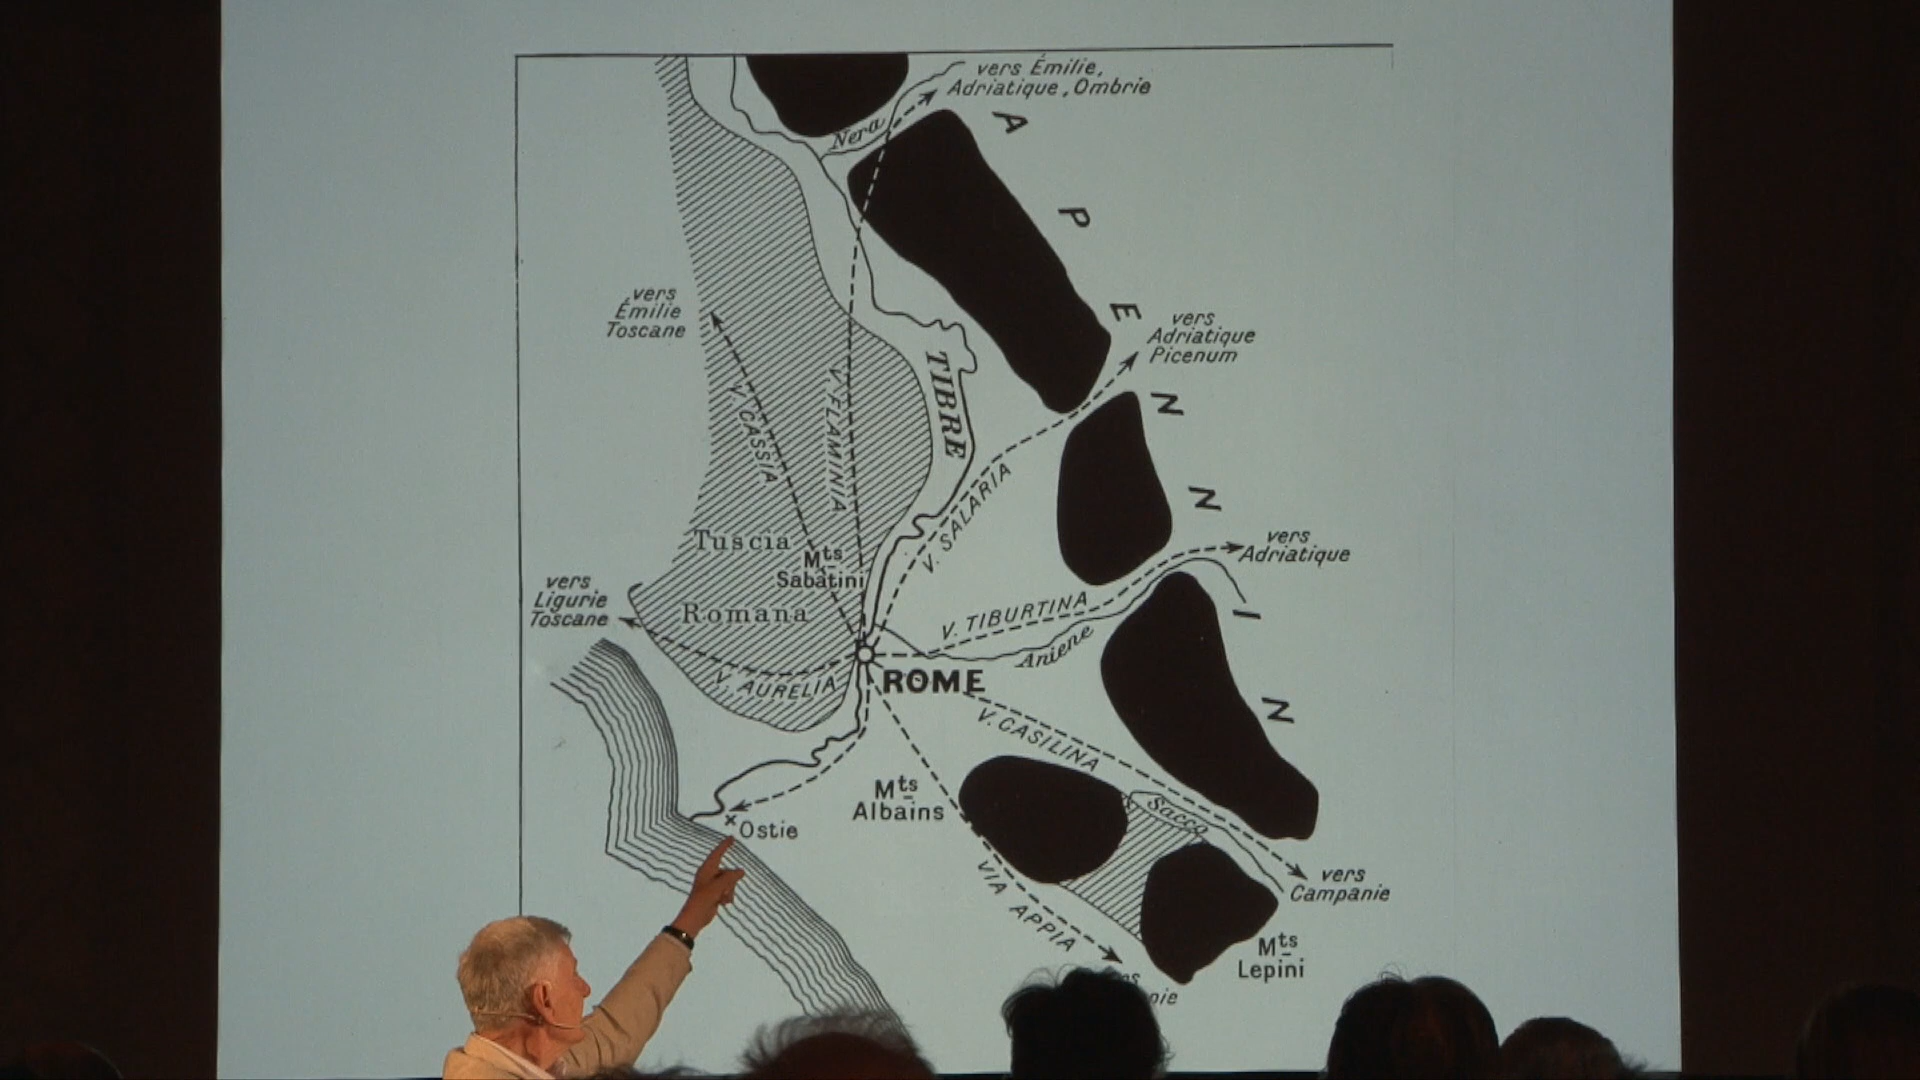 vers Émilie,
Adriatique, Ombrie
Nera
APENNINN
vers
Émilie
Toscane
vers
Adriatique
Picenum
TIBRE
V. CASSIA
V. FLAMINIA
V. SALARIA
Tuscia
Mts
Sabatini
Romana
vers
Adriatique
vers
Ligurie
Toscane
V. TIBURTINA
Aniene
V. AURELIA
ROME
V. CASILINA
Mts
Albains
Sacco
Ostie
VIA APPIA
vers
Campanie
Mts
Lepini